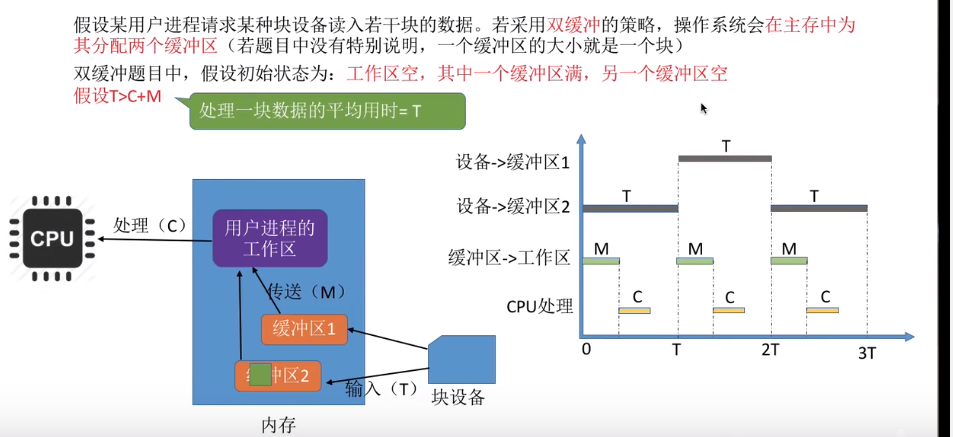 假设某用户进程请求某种块设备读入若干块的数据。若采用双缓冲的策略，操作系统会在主存中为
其分配两个缓冲区（若题目中没有特别说明，一个缓冲区的大小就是一个块）
双缓冲题目中，假设初始状态为：工作区空，其中一个缓冲区满，另一个缓冲区空
假设T>C+M
处理一块数据的平均用时= T
CPU
处理（C）
用户进程的
工作区
传送（M）
缓冲区1
冲区2
输入（T）
块设备
内存
设备->缓冲区1
T
设备->缓冲区2
T
T
缓冲区->工作区
M
M
M
CPU处理
C
C
C
0
T
2T
3T